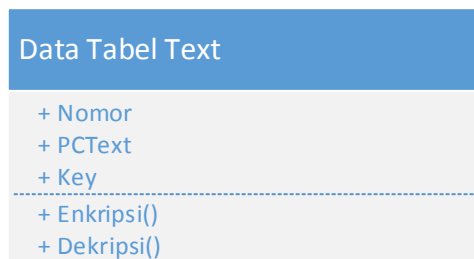 Data Tabel Text
+ Nomor
+ PCText
+ Key
+ Enkripsi()
+ Dekripsi()